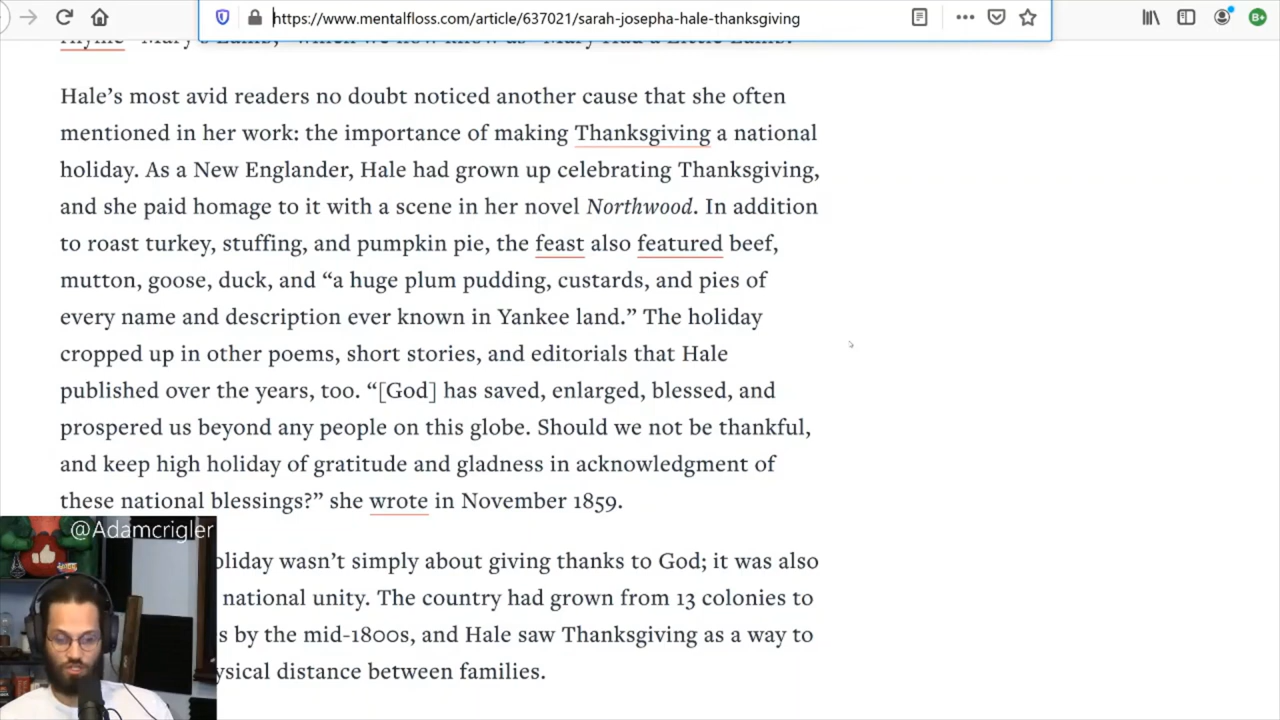 https://www.mentalfloss.com/article/637021/sarah-josepha-hale-thanksgiving
Hale’s most avid readers no doubt noticed another cause that she often
mentioned in her work: the importance of making Thanksgiving a national
holiday. As a New Englander, Hale had grown up celebrating Thanksgiving,
and she paid homage to it with a scene in her novel Northwood. In addition
to roast turkey, stuffing, and pumpkin pie, the feast also featured beef,
mutton, goose, duck, and “a huge plum pudding, custards, and pies of
every name and description ever known in Yankee land.” The holiday
cropped up in other poems, short stories, and editorials that Hale
published over the years, too. “[God] has saved, enlarged, blessed, and
prospered us beyond any people on this globe. Should we not be thankful,
and keep high holiday of gratitude and gladness in acknowledgment of
these national blessings?” she wrote in November 1859.
@Adamcrigler
oliday wasn’t simply about giving thanks to God; it was also
national unity. The country had grown from 13 colonies to
s by the mid-1800s, and Hale saw Thanksgiving as a way to
ysical distance between families.